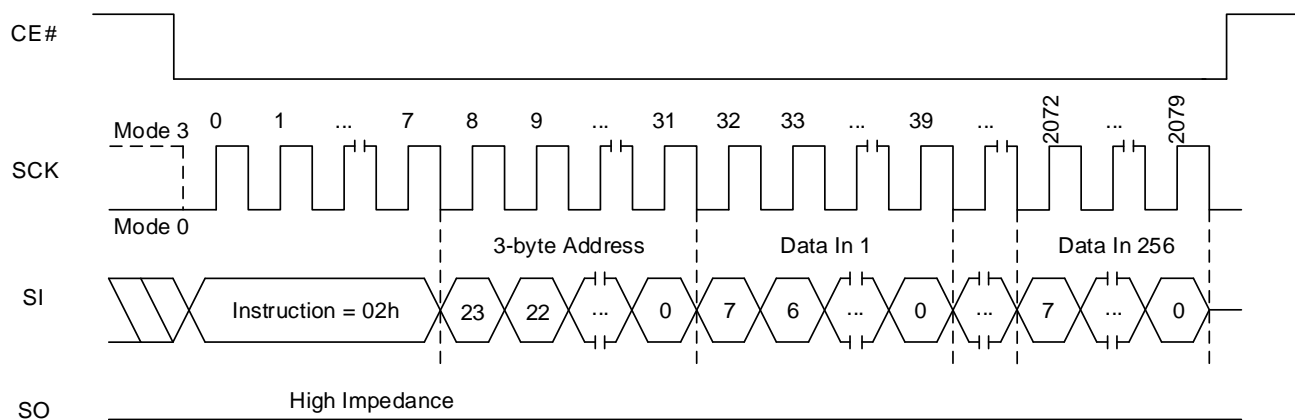 CE#
Mode 3
0 1 ... 7 8 9 ... 31 32 33 ... 39 ... 2072 ... 2079
SCK
Mode 0
3-byte Address Data In 1 Data In 256
SI
Instruction = 02h 23 22 ... 0 7 6 ... 0 ... 7 ... 0
High Impedance
SO